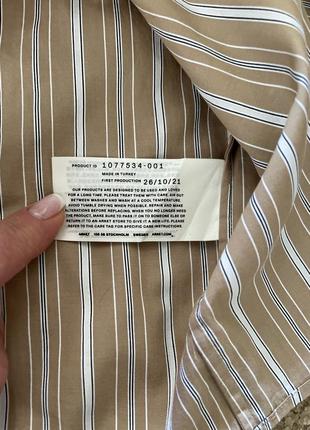 PRODUCT ID 1077534-001
MADE IN TURKEY
FIRST PRODUCTION 26/10/21
OUR PRODUCTS ARE DESIGNED TO BE USED AND LOVED
FOR A LONG TIME. PLEASE TREAT THEM WITH CARE. AIR OUT
BETWEEN WASHES AND WASH AT A COOL TEMPERATURE.
AVOID TUMBLE DRYING WHEN POSSIBLE. REPAIR AND MAKE
ALTERATIONS BEFORE REPLACING. WHEN YOU NO LONGER NEED
THE PRODUCT, MAKE SURE TO PASS IT ON TO SOMEONE ELSE OR
RETURN IT TO AN ARKET STORE TO GIVE IT A NEW LIFE. PLEASE
REFER TO THE CARE TAG FOR SPECIFIC CARE INSTRUCTIONS.
ARKET 106 38 STOCKHOLM SWEDEN ARKET.COM